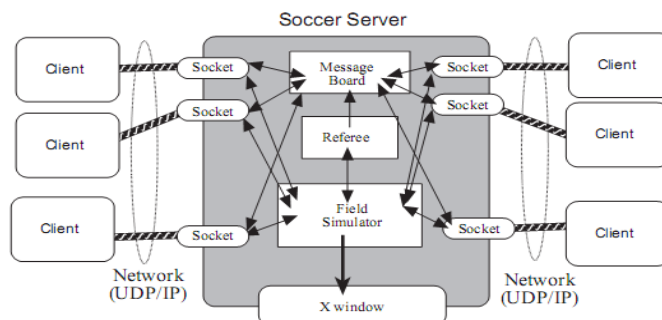 Soccer Server
Client
Socket
Message
Board
Socket
Client
Socket
Socket
Client
Referee
Client
Field
Simulator
Client
Socket
Socket
Client
Network
(UDP/IP)
X window
Network
(UDP/IP)